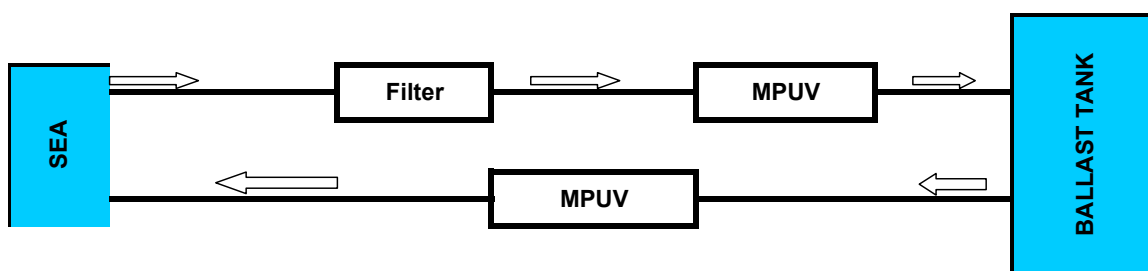 SEA
Filter
MPUV
BALLAST TANK
MPUV